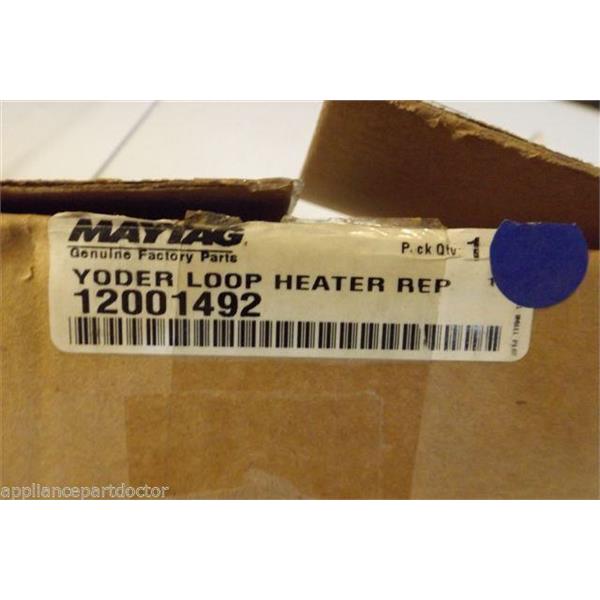 MAYTAG
Genuine Factory Parts
Pack Qty: 1
YODER LOOP HEATER REP
12001492
appliancepartdoctor